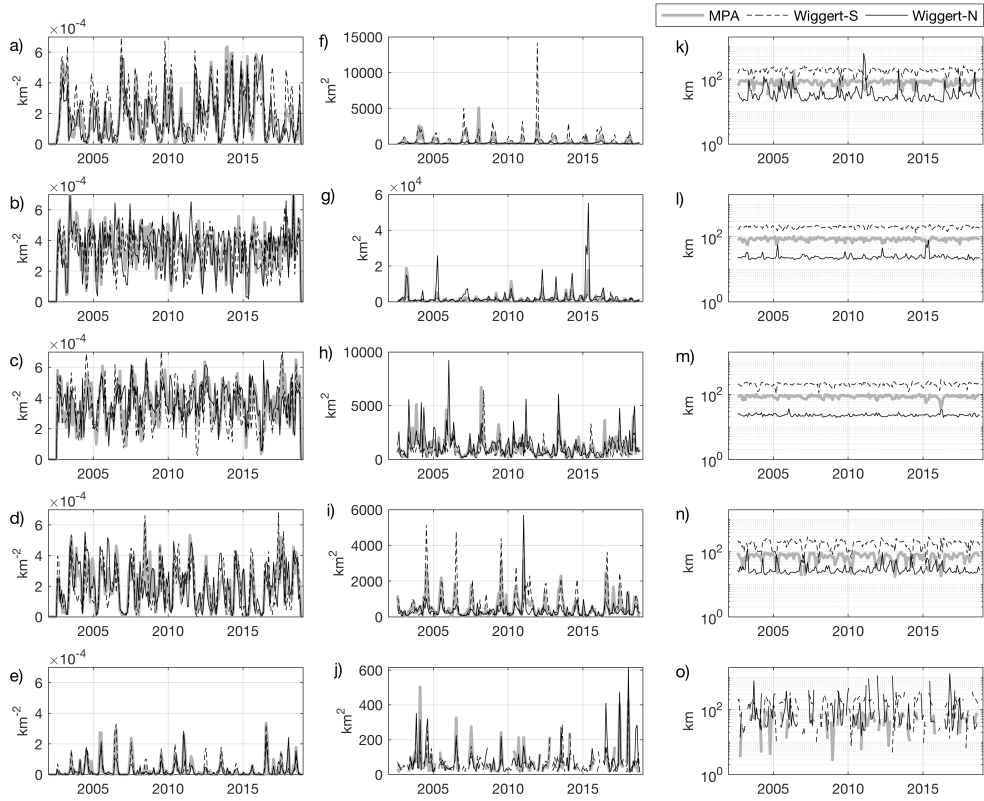 MPA Wiggert-S Wiggert-N
a) ×10⁻⁴ km⁻² 6 4 2 0 2005 2010 2015
f) km² 15000 10000 5000 0 2005 2010 2015
k) km 10² 10⁰ 2005 2010 2015
b) ×10⁻⁴ km⁻² 6 4 2 0 2005 2010 2015
g) ×10⁴ km² 6 4 2 0 2005 2010 2015
l) km 10² 10⁰ 2005 2010 2015
c) ×10⁻⁴ km⁻² 6 4 2 0 2005 2010 2015
h) km² 10000 5000 0 2005 2010 2015
m) km 10² 10⁰ 2005 2010 2015
d) ×10⁻⁴ km⁻² 6 4 2 0 2005 2010 2015
i) km² 6000 4000 2000 0 2005 2010 2015
n) km 10² 10⁰ 2005 2010 2015
e) ×10⁻⁴ km⁻² 6 4 2 0 2005 2010 2015
j) km² 600 400 200 0 2005 2010 2015
o) km 10² 10⁰ 2005 2010 2015